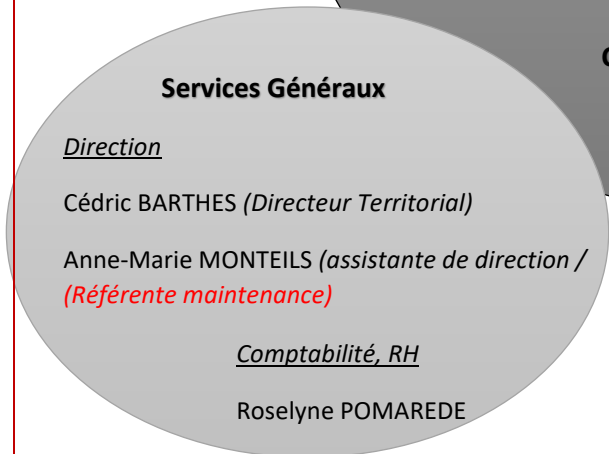 Services Généraux
Direction
Cédric BARTHES (Directeur Territorial)
Anne-Marie MONTEILS (assistante de direction /
(Référente maintenance)
Comptabilité, RH
Roselyne POMAREDE